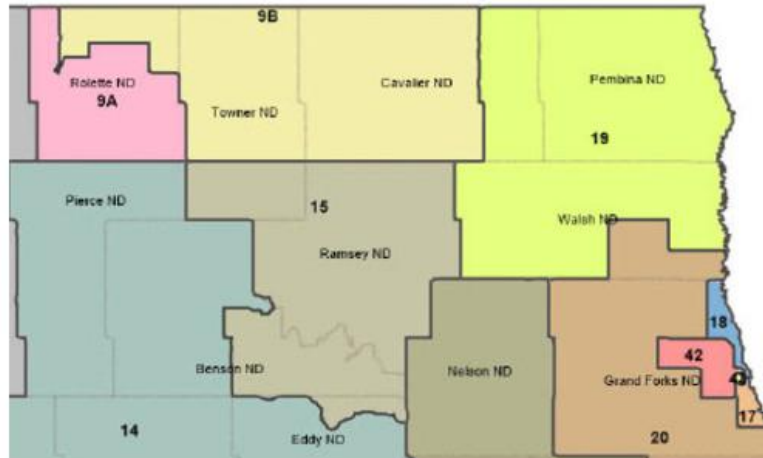 9B
Rolette ND
Cavalier ND
Pembina ND
9A
Towner ND
19
Pierce ND
15
Walsh ND
Ramsey ND
18
42
43
Benson ND
Nelson ND
Grand Forks ND
17
14
Eddy ND
20